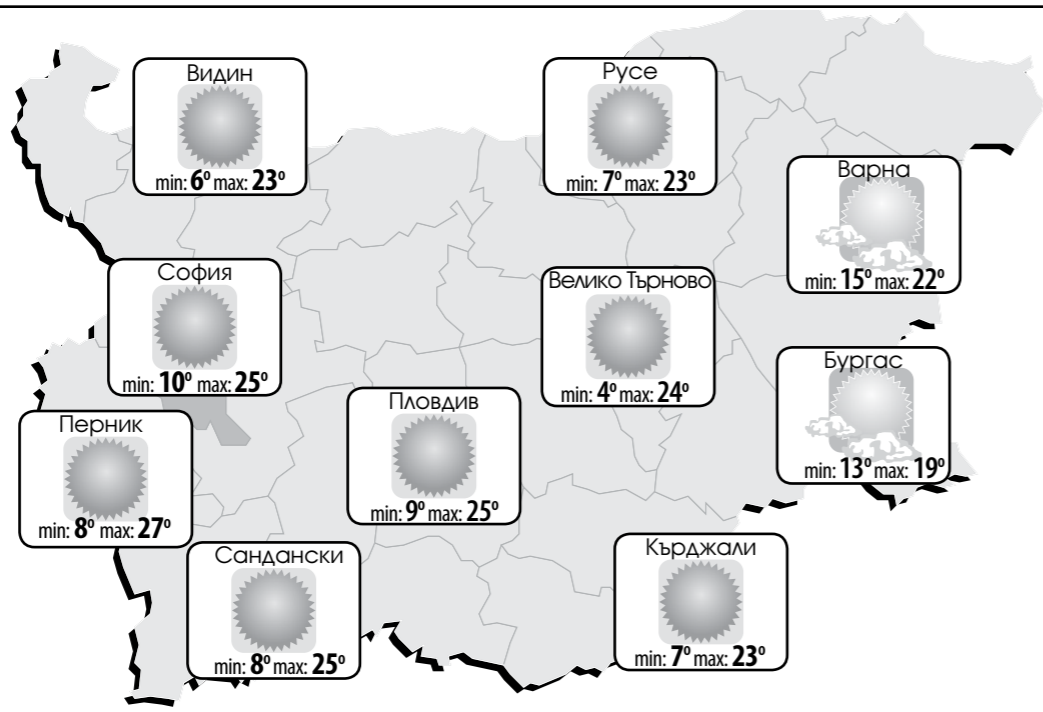 Видин
min: 6° max: 23°
Русе
min: 7° max: 23°
Варна
min: 15° max: 22°
София
min: 10° max: 25°
Велико Търново
min: 4° max: 24°
Бургас
min: 13° max: 19°
Пловдив
min: 9° max: 25°
Перник
min: 8° max: 27°
Сандански
min: 8° max: 25°
Кърджали
min: 7° max: 23°